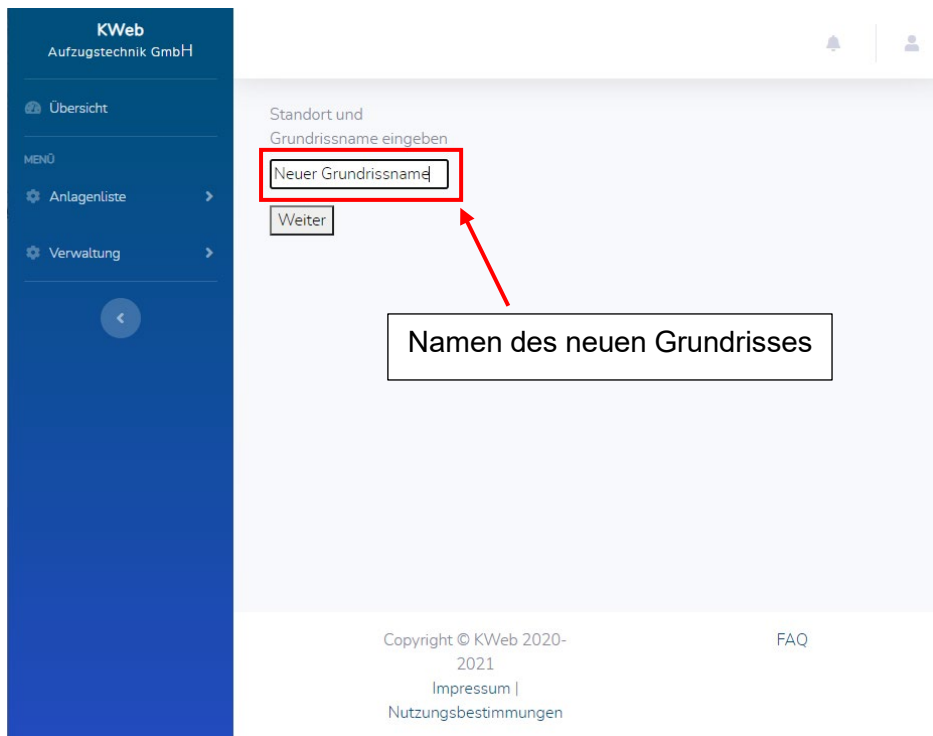 KWeb
Aufzugstechnik GmbH
Übersicht
MENÜ
Anlagenliste
Verwaltung
Standort und
Grundrissname eingeben
Neuer Grundrissname
Weiter
Namen des neuen Grundrisses
Copyright © KWeb 2020-
2021
Impressum |
Nutzungsbestimmungen
FAQ